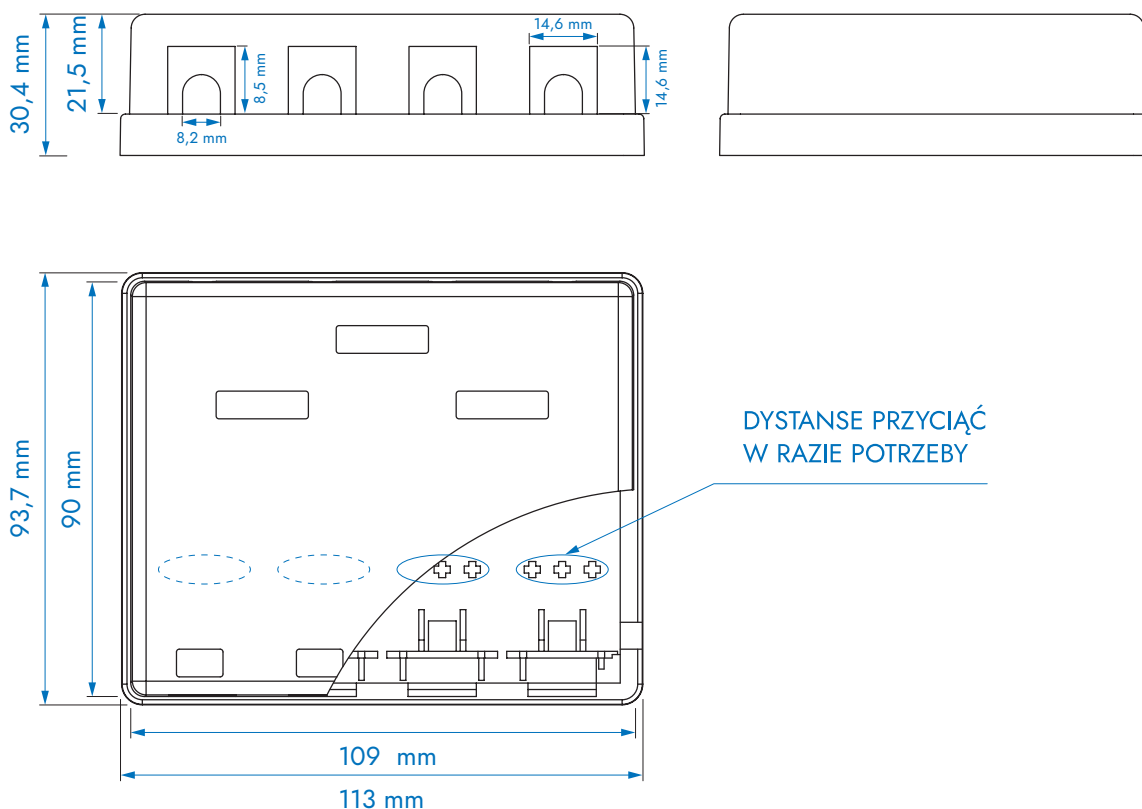 14,6 mm
30,4 mm
21,5 mm
8,5 mm
14,6 mm
8,2 mm
93,7 mm
90 mm
DYSTANSE PRZYCIĄĆ
W RAZIE POTRZEBY
109 mm
113 mm